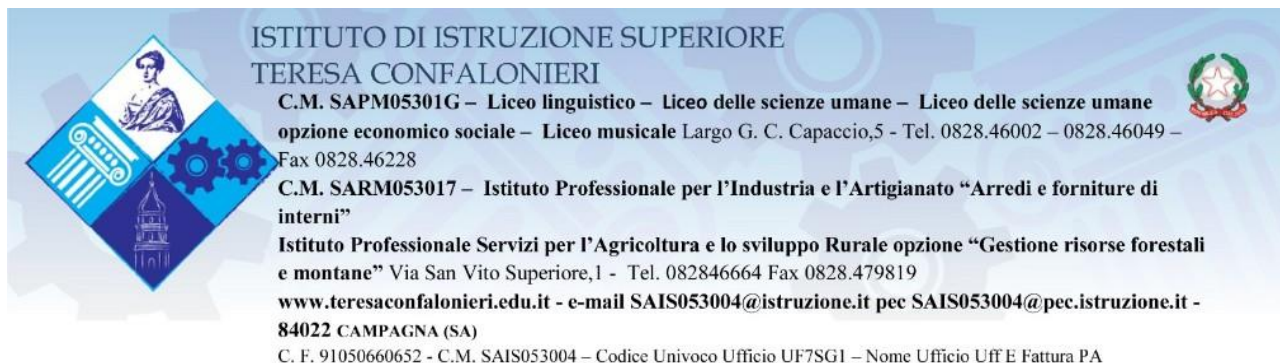 ISTITUTO DI ISTRUZIONE SUPERIORE
TERESA CONFALONIERI
C.M. SAPM05301G – Liceo linguistico – Liceo delle scienze umane – Liceo delle scienze umane
opzione economico sociale – Liceo musicale Largo G. C. Capaccio,5 - Tel. 0828.46002 – 0828.46049 –
Fax 0828.46228
C.M. SARM053017 – Istituto Professionale per l’Industria e l’Artigianato “Arredi e forniture di
interni”
Istituto Professionale Servizi per l’Agricoltura e lo sviluppo Rurale opzione “Gestione risorse forestali
e montane” Via San Vito Superiore,1 - Tel. 082846664 Fax 0828.479819
www.teresaconfalonieri.edu.it - e-mail SAIS053004@istruzione.it pec SAIS053004@pec.istruzione.it -
84022 CAMPAGNA (SA)
C. F. 91050660652 - C.M. SAIS053004 – Codice Univoco Ufficio UF7SG1 – Nome Ufficio Uff E Fattura PA